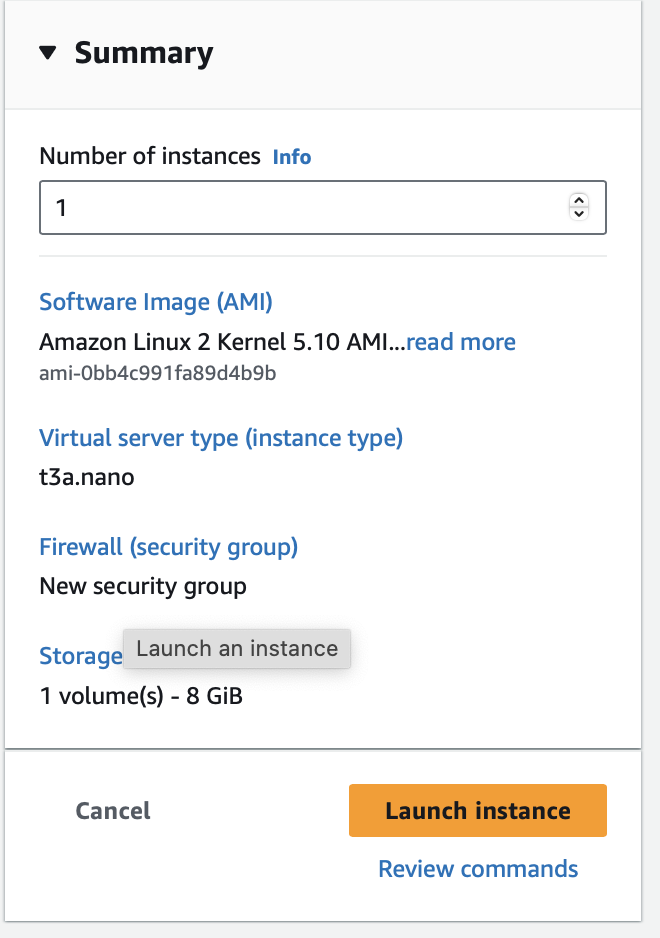 Summary
Number of instances Info
1
Software Image (AMI)
Amazon Linux 2 Kernel 5.10 AMI...read more
ami-0bb4c991fa89d4b9b
Virtual server type (instance type)
t3a.nano
Firewall (security group)
New security group
Storage
Launch an instance
1 volume(s) - 8 GiB
Cancel
Launch instance
Review commands